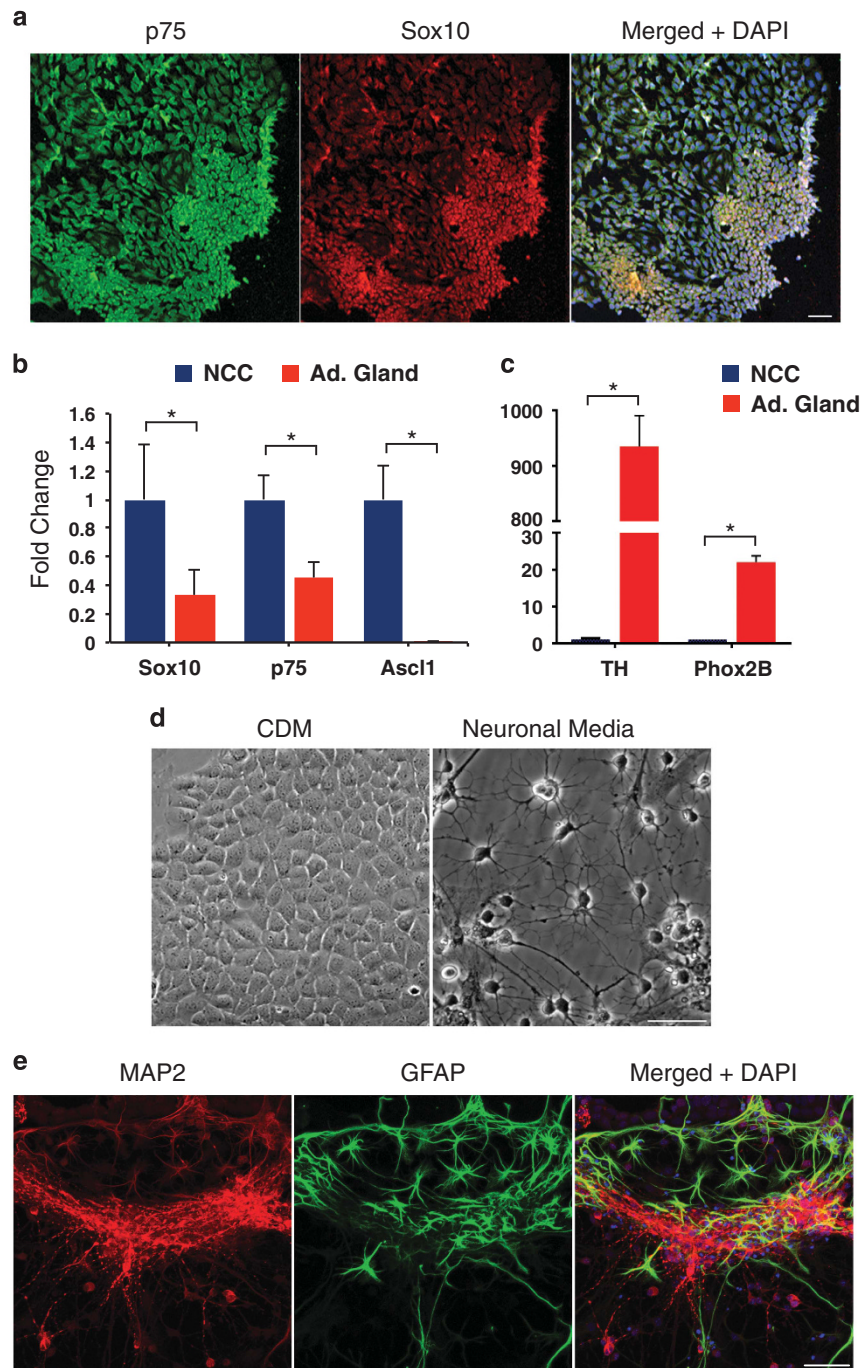 a
p75 Sox10 Merged + DAPI
b
NCC Ad. Gland
Fold Change
1.6
1.4
1.2
1
0.8
0.6
0.4
0.2
0
* * *
Sox10 p75 Ascl1
c
NCC
Ad. Gland
1000
900
800
30
20
10
0
* *
TH Phox2B
d
CDM Neuronal Media
e
MAP2 GFAP Merged + DAPI